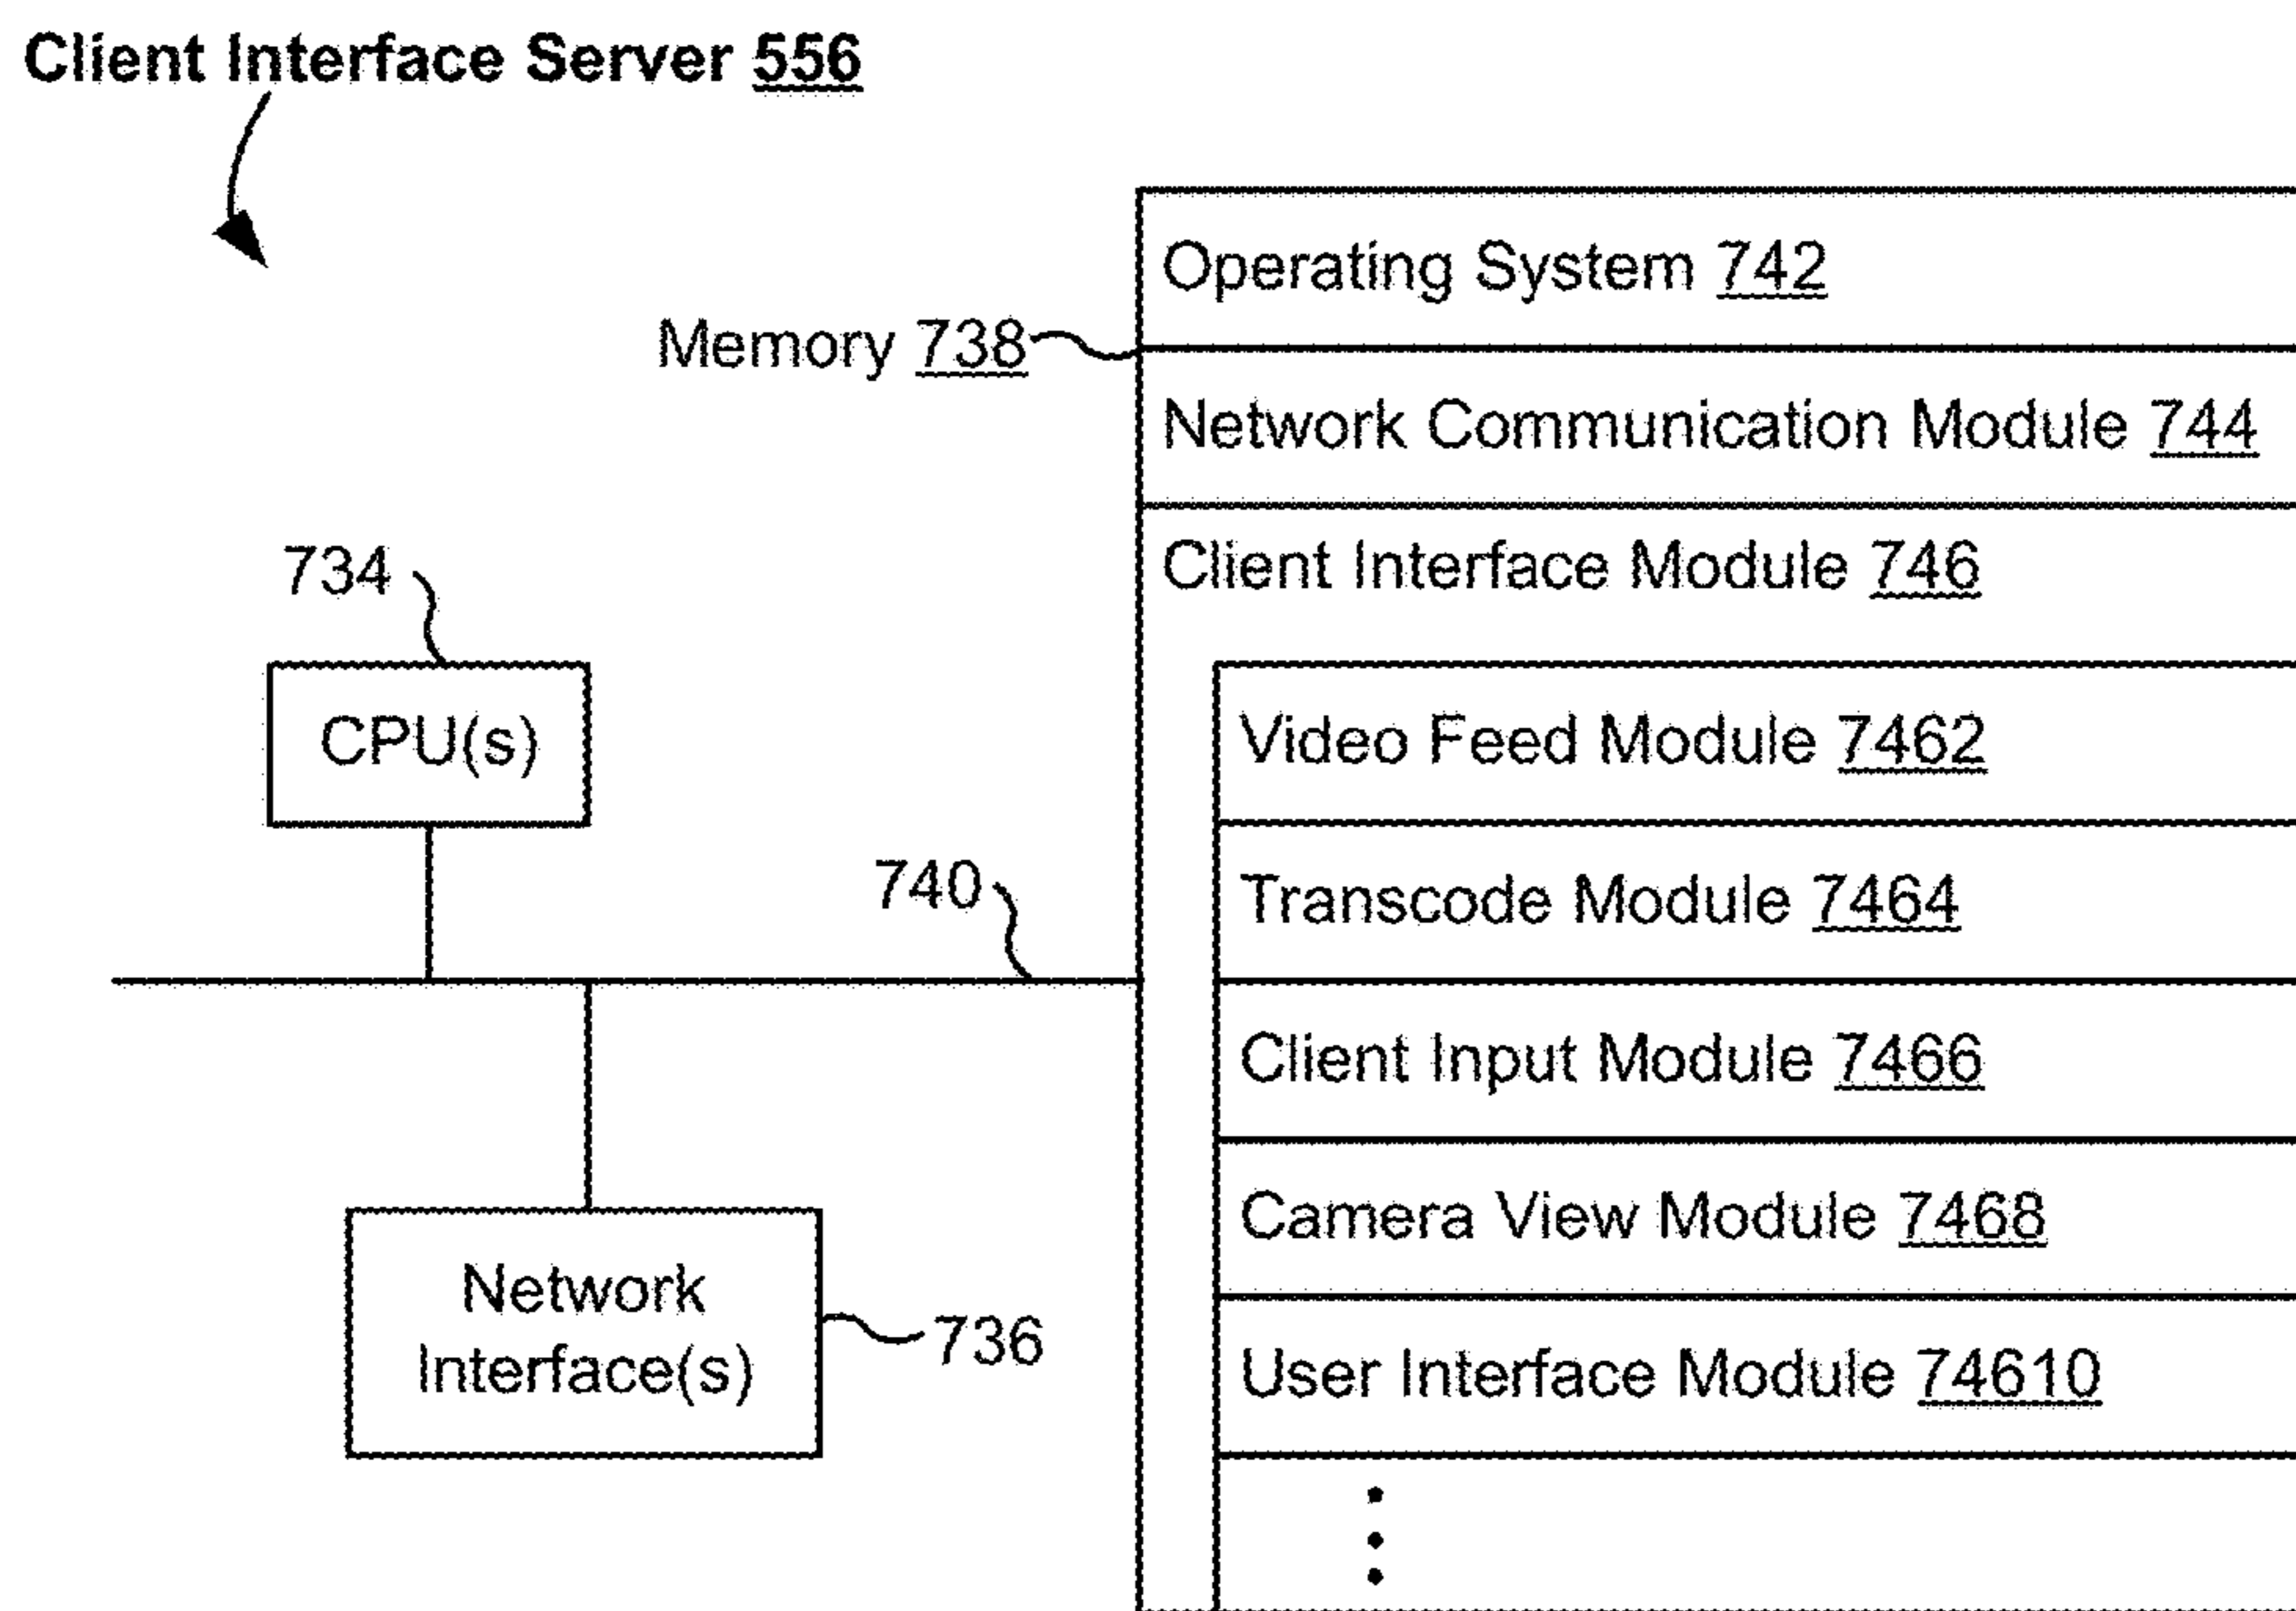 Client Interface Server 556
Operating System 742
Memory 738
Network Communication Module 744
Client Interface Module 746
734
CPU(s)
Video Feed Module 7462
740
Transcode Module 7464
Client Input Module 7466
Camera View Module 7468
Network
Interface(s)
736
User Interface Module 74610